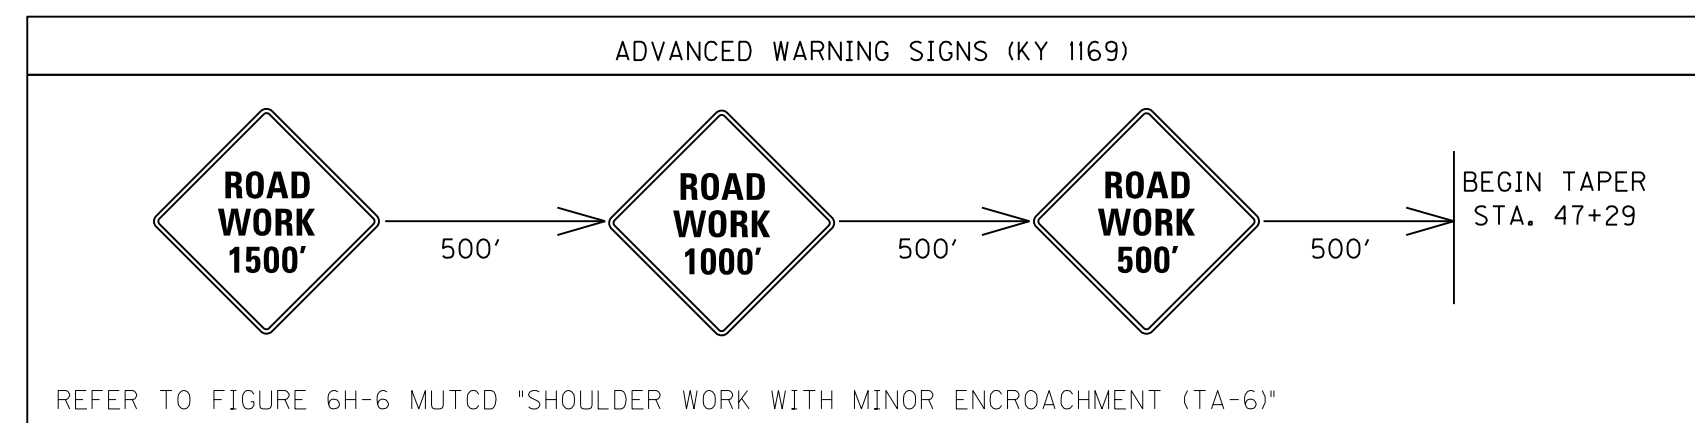 ADVANCED WARNING SIGNS (KY 1169)
ROAD
WORK
1500'
500'
ROAD
WORK
1000'
500'
ROAD
WORK
500'
500'
BEGIN TAPER
STA. 47+29
REFER TO FIGURE 6H-6 MUTCD "SHOULDER WORK WITH MINOR ENCROACHMENT (TA-6)"